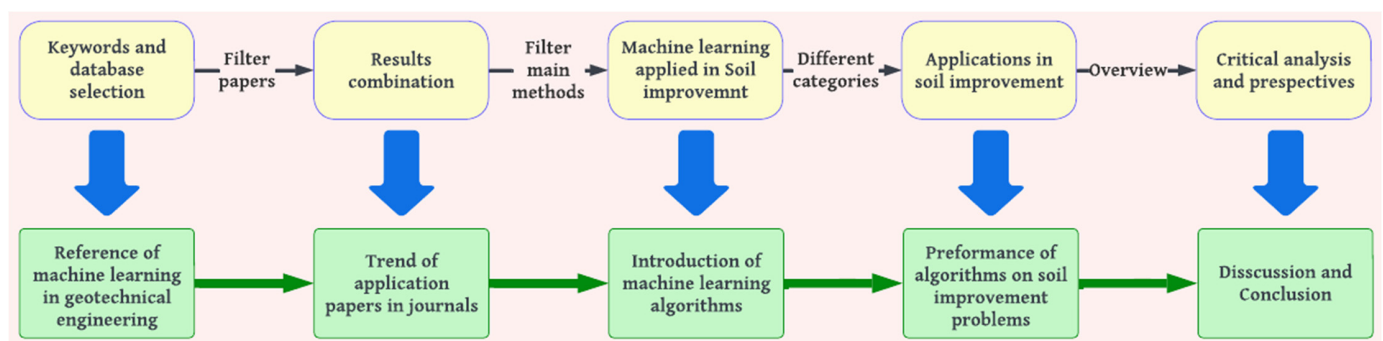 Keywords and
database
selection
Filter
papers
Results
combination
Filter
main
methods
Machine learning
applied in Soil
improvemnt
Different
categories
Applications in
soil improvement
Overview
Critical analysis
and prespectives
Reference of
machine learning
in geotechnical
engineering
Trend of
application
papers in journals
Introduction of
machine learning
algorithms
Preformance of
algorithms on soil
improvement
problems
Disscussion and
Conclusion